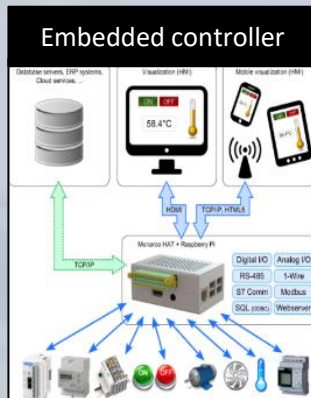 Embedded controller
Database servers, ERP systems,
Cloud services, ...
Visualization (HMI)
ON OFF
58.4°C
Mobile visualization (HMI)
HDMI
TCP/IP, HTML5
TCP/IP
Monarco HAT + Raspberry Pi
Digital I/O Analog I/O
RS-485 1-Wire
S7 Comm Modbus
SQL (ODBC) Webserver
ON OFF